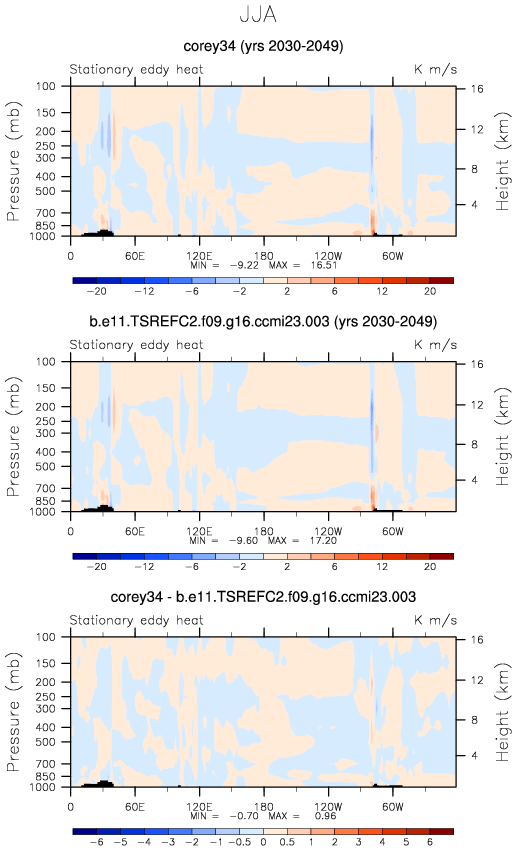 JJA
corey34 (yrs 2030-2049)
Stationary eddy heat K m/s
Pressure (mb)
100
150
200
250
300
400
500
700
850
1000
16
12
8
4
Height (km)
0 60E 120E 180 120W 60W
MIN = -9.22 MAX = 16.51
-20 -12 -6 -2 2 6 12 20
b.e11.TSREFC2.f09.g16.ccmi23.003 (yrs 2030-2049)
Stationary eddy heat K m/s
Pressure (mb)
100
150
200
250
300
400
500
700
850
1000
16
12
8
4
Height (km)
0 60E 120E 180 120W 60W
MIN = -9.60 MAX = 17.20
-20 -12 -6 -2 2 6 12 20
corey34 - b.e11.TSREFC2.f09.g16.ccmi23.003
Stationary eddy heat K m/s
Pressure (mb)
100
150
200
250
300
400
500
700
850
1000
16
12
8
4
Height (km)
0 60E 120E 180 120W 60W
MIN = -0.70 MAX = 0.96
-6 -5 -4 -3 -2 -1 -0.5 0 0.5 1 2 3 4 5 6